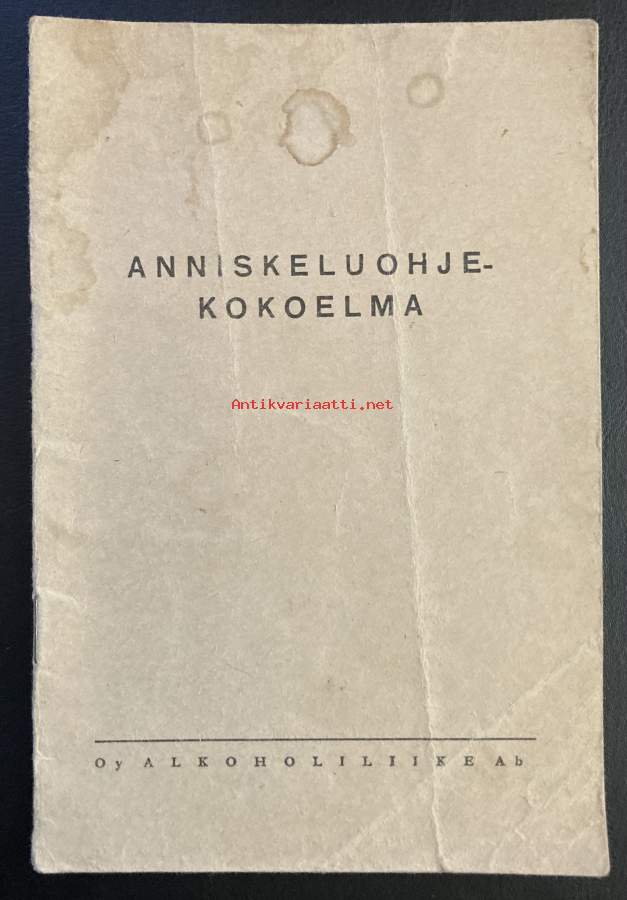 ANNISKELUOHJE-
KOKOELMA
Antikvariaatti.net
Oy ALKOHOLILIIKE Ab